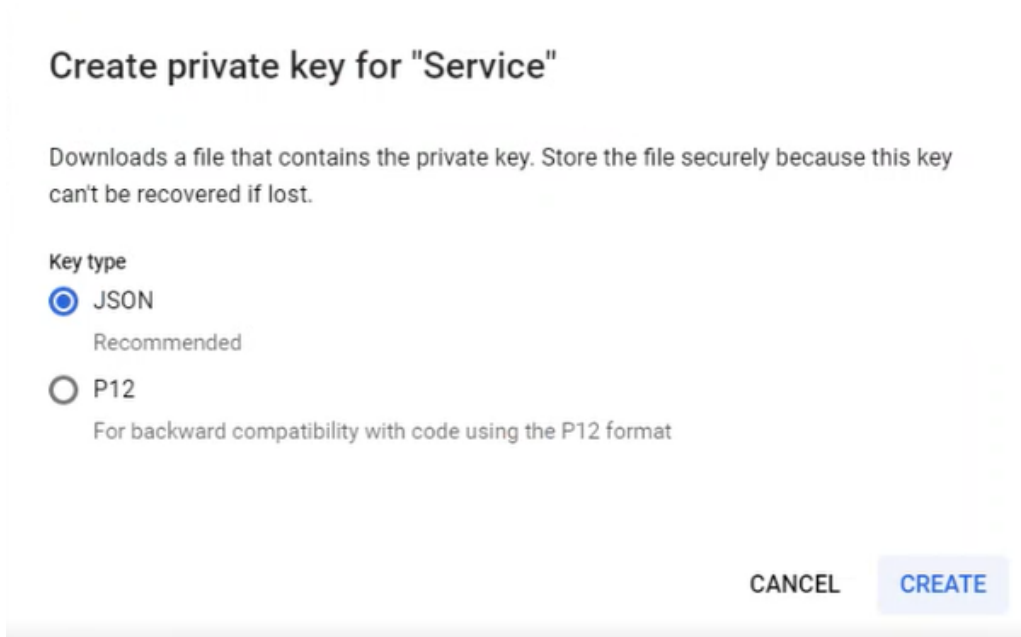 Create private key for "Service"
Downloads a file that contains the private key. Store the file securely because this key
can't be recovered if lost.
Key type
JSON
Recommended
P12
For backward compatibility with code using the P12 format
CANCEL CREATE